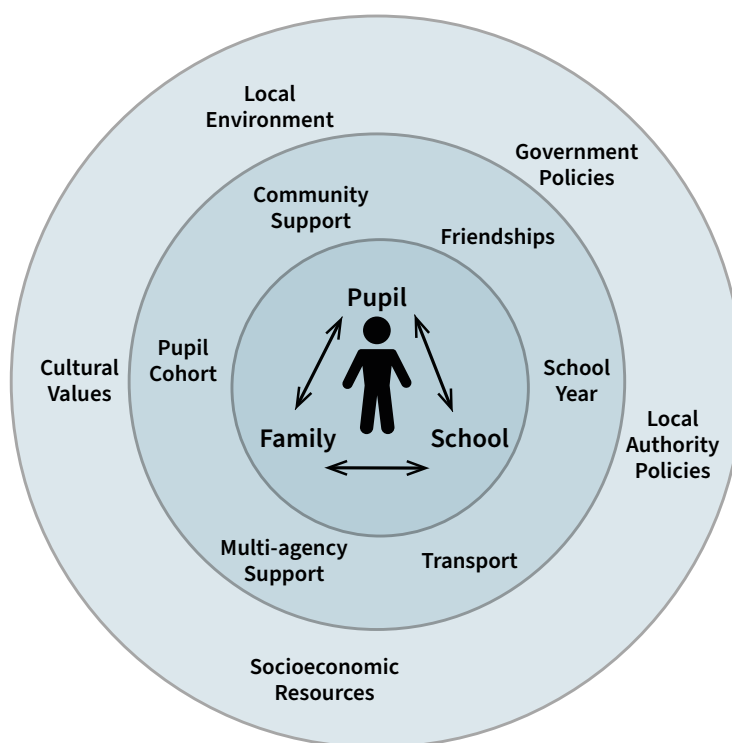 Local
Environment
Government
Policies
Community
Support
Friendships
Pupil
Pupil
Cohort
Cultural
Values
School
Year
Local
Authority
Policies
Family
School
Multi-agency
Support
Transport
Socioeconomic
Resources